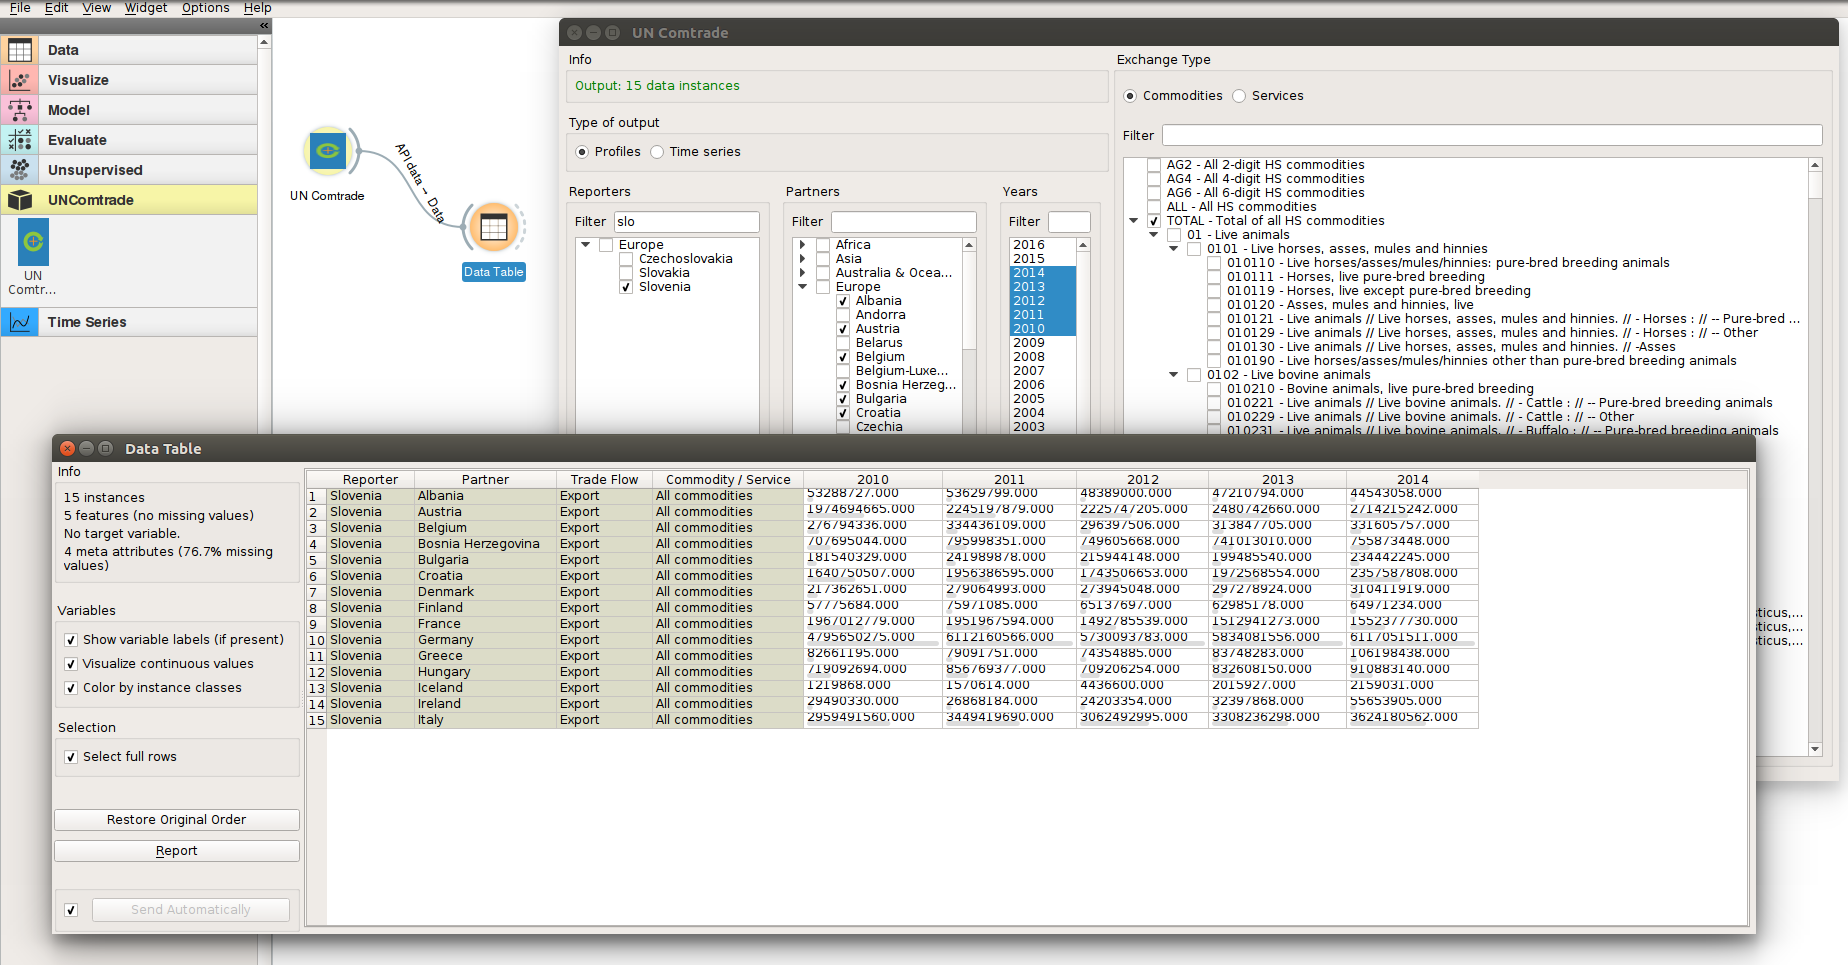 File Edit View Widget Options Help
«
Data
Visualize
Model
Evaluate
Unsupervised
UNComtrade
UN
Comtr...
Time Series
UN Comtrade
API data → Data
Data Table
UN Comtrade
Info
Output: 15 data instances
Type of output
Profiles Time series
Reporters
Filter slo
Europe
Czechoslovakia
Slovakia
Slovenia
Partners
Filter
Africa
Asia
Australia & Ocea...
Europe
Albania
Andorra
Austria
Belarus
Belgium
Belgium-Luxe...
Bosnia Herzeg...
Bulgaria
Croatia
Czechia
Years
Filter
2016
2015
2014
2013
2012
2011
2010
2009
2008
2007
2006
2005
2004
2003
Exchange Type
Commodities Services
Filter
AG2 - All 2-digit HS commodities
AG4 - All 4-digit HS commodities
AG6 - All 6-digit HS commodities
ALL - All HS commodities
TOTAL - Total of all HS commodities
01 - Live animals
0101 - Live horses, asses, mules and hinnies
010110 - Live horses/asses/mules/hinnies: pure-bred breeding animals
010111 - Horses, live pure-bred breeding
010119 - Horses, live except pure-bred breeding
010120 - Asses, mules and hinnies, live
010121 - Live animals // Live horses, asses, mules and hinnies. // - Horses : // -- Pure-bred ...
010129 - Live animals // Live horses, asses, mules and hinnies. // - Horses : // -- Other
010130 - Live animals // Live horses, asses, mules and hinnies. // -Asses
010190 - Live horses/asses/mules/hinnies other than pure-bred breeding animals
0102 - Live bovine animals
010210 - Bovine animals, live pure-bred breeding
010221 - Live animals // Live bovine animals. // - Cattle : // -- Pure-bred breeding animals
010229 - Live animals // Live bovine animals. // - Cattle : // -- Other
010231 - Live animals // Live bovine animals. // - Buffalo : // -- Pure-bred breeding animals
ticus,...
sticus,...
sticus,...
Data Table
Info
15 instances
5 features (no missing values)
No target variable.
4 meta attributes (76.7% missing
values)
Variables
Show variable labels (if present)
Visualize continuous values
Color by instance classes
Selection
Select full rows
Restore Original Order
Report
Send Automatically
Reporter Partner Trade Flow Commodity / Service 2010 2011 2012 2013 2014
1 Slovenia Albania Export All commodities 53288727.000 53629799.000 48389000.000 47210794.000 44543058.000
2 Slovenia Austria Export All commodities 1974694665.000 2245197879.000 2225747205.000 2480742660.000 2714215242.000
3 Slovenia Belgium Export All commodities 276794336.000 334436109.000 296397506.000 313847705.000 331605757.000
4 Slovenia Bosnia Herzegovina Export All commodities 707695044.000 795998351.000 749605668.000 741013010.000 755873448.000
5 Slovenia Bulgaria Export All commodities 181540329.000 241989878.000 215944148.000 199485540.000 234442245.000
6 Slovenia Croatia Export All commodities 1640750507.000 1956386595.000 1743506653.000 1972568554.000 2357587808.000
7 Slovenia Denmark Export All commodities 217362651.000 279064993.000 273945048.000 297278924.000 310411919.000
8 Slovenia Finland Export All commodities 57775684.000 75971085.000 65137697.000 62985178.000 64971234.000
9 Slovenia France Export All commodities 1967012779.000 1951967594.000 1492785539.000 1512941273.000 1552377730.000
10 Slovenia Germany Export All commodities 4795650275.000 6112160566.000 5730093783.000 5834081556.000 6117051511.000
11 Slovenia Greece Export All commodities 82661195.000 79091751.000 74354885.000 83748283.000 106198438.000
12 Slovenia Hungary Export All commodities 719092694.000 856769377.000 709206254.000 832608150.000 910883140.000
13 Slovenia Iceland Export All commodities 1219868.000 1570614.000 4436600.000 2015927.000 2159031.000
14 Slovenia Ireland Export All commodities 29490330.000 26868184.000 24203354.000 32397868.000 55653905.000
15 Slovenia Italy Export All commodities 2959491560.000 3449419690.000 3062492995.000 3308236298.000 3624180562.000